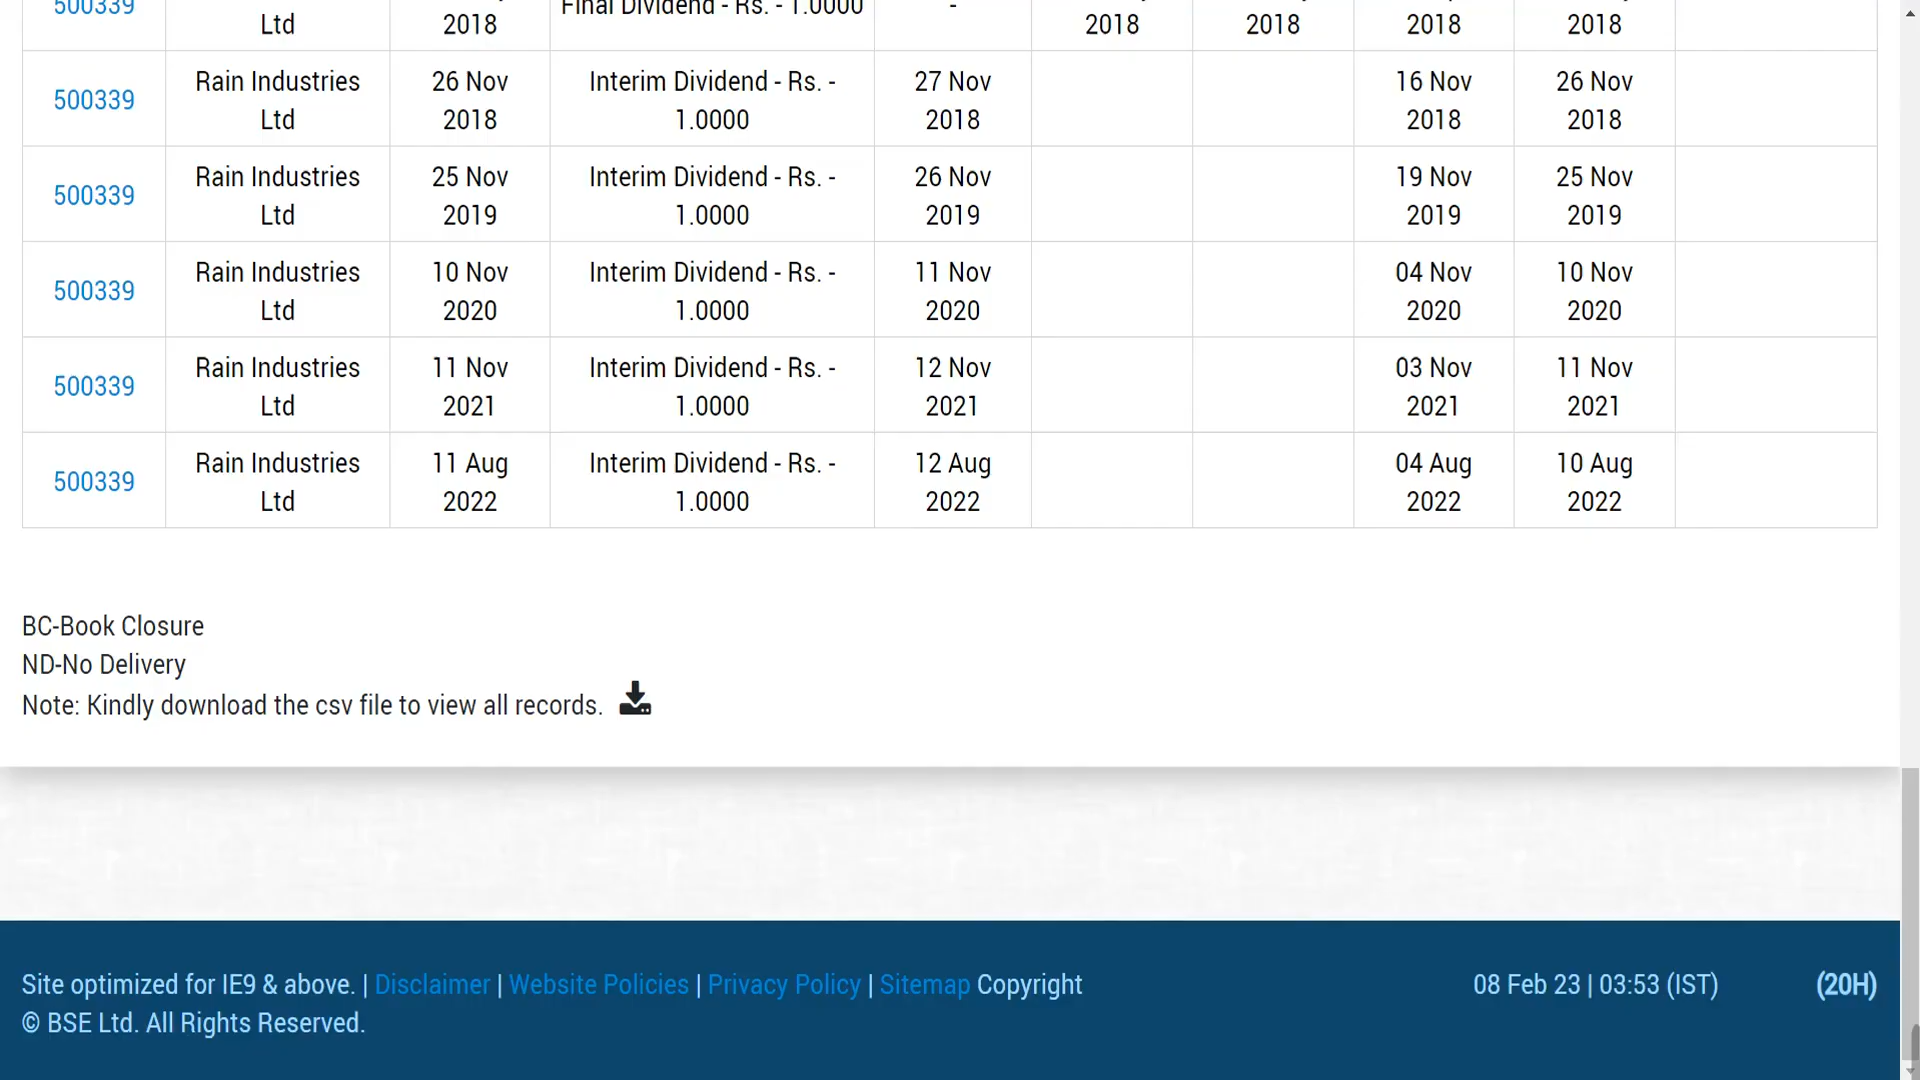 500339 Ltd 2018 Final Dividend - Rs. - 1.0000 - 2018 2018 2018 2018
500339 Rain Industries Ltd 26 Nov 2018 Interim Dividend - Rs. - 1.0000 27 Nov 2018 16 Nov 2018 26 Nov 2018
500339 Rain Industries Ltd 25 Nov 2019 Interim Dividend - Rs. - 1.0000 26 Nov 2019 19 Nov 2019 25 Nov 2019
500339 Rain Industries Ltd 10 Nov 2020 Interim Dividend - Rs. - 1.0000 11 Nov 2020 04 Nov 2020 10 Nov 2020
500339 Rain Industries Ltd 11 Nov 2021 Interim Dividend - Rs. - 1.0000 12 Nov 2021 03 Nov 2021 11 Nov 2021
500339 Rain Industries Ltd 11 Aug 2022 Interim Dividend - Rs. - 1.0000 12 Aug 2022 04 Aug 2022 10 Aug 2022
BC-Book Closure
ND-No Delivery
Note: Kindly download the csv file to view all records.
Site optimized for IE9 & above. | Disclaimer | Website Policies | Privacy Policy | Sitemap Copyright
© BSE Ltd. All Rights Reserved.
08 Feb 23 | 03:53 (IST) (20H)